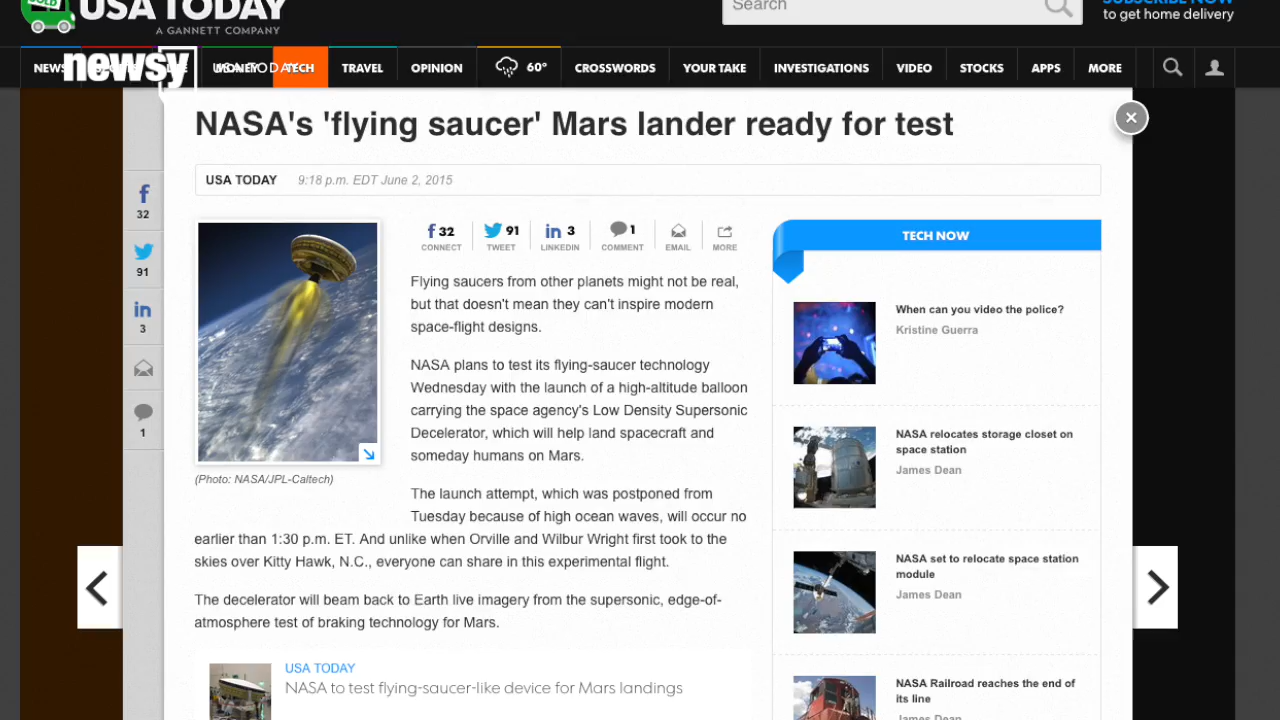 USA TODAY
A GANNETT COMPANY
Search
SUBSCRIBE NOW
to get home delivery
NEWS
newsy
USA TODAY
MONEY
TECH
TRAVEL
OPINION
60°
CROSSWORDS
YOUR TAKE
INVESTIGATIONS
VIDEO
STOCKS
APPS
MORE
NASA's 'flying saucer' Mars lander ready for test
USA TODAY 9:18 p.m. EDT June 2, 2015
f 32
CONNECT
91
TWEET
in 3
LINKEDIN
1
COMMENT
EMAIL
MORE
f
32
91
in
3
1
(Photo: NASA/JPL-Caltech)
Flying saucers from other planets might not be real,
but that doesn't mean they can't inspire modern
space-flight designs.
NASA plans to test its flying-saucer technology
Wednesday with the launch of a high-altitude balloon
carrying the space agency's Low Density Supersonic
Decelerator, which will help land spacecraft and
someday humans on Mars.
The launch attempt, which was postponed from
Tuesday because of high ocean waves, will occur no
earlier than 1:30 p.m. ET. And unlike when Orville and Wilbur Wright first took to the
skies over Kitty Hawk, N.C., everyone can share in this experimental flight.
The decelerator will beam back to Earth live imagery from the supersonic, edge-of-
atmosphere test of braking technology for Mars.
USA TODAY
NASA to test flying-saucer-like device for Mars landings
TECH NOW
When can you video the police?
Kristine Guerra
NASA relocates storage closet on
space station
James Dean
NASA set to relocate space station
module
James Dean
NASA Railroad reaches the end of
its line
James Dean